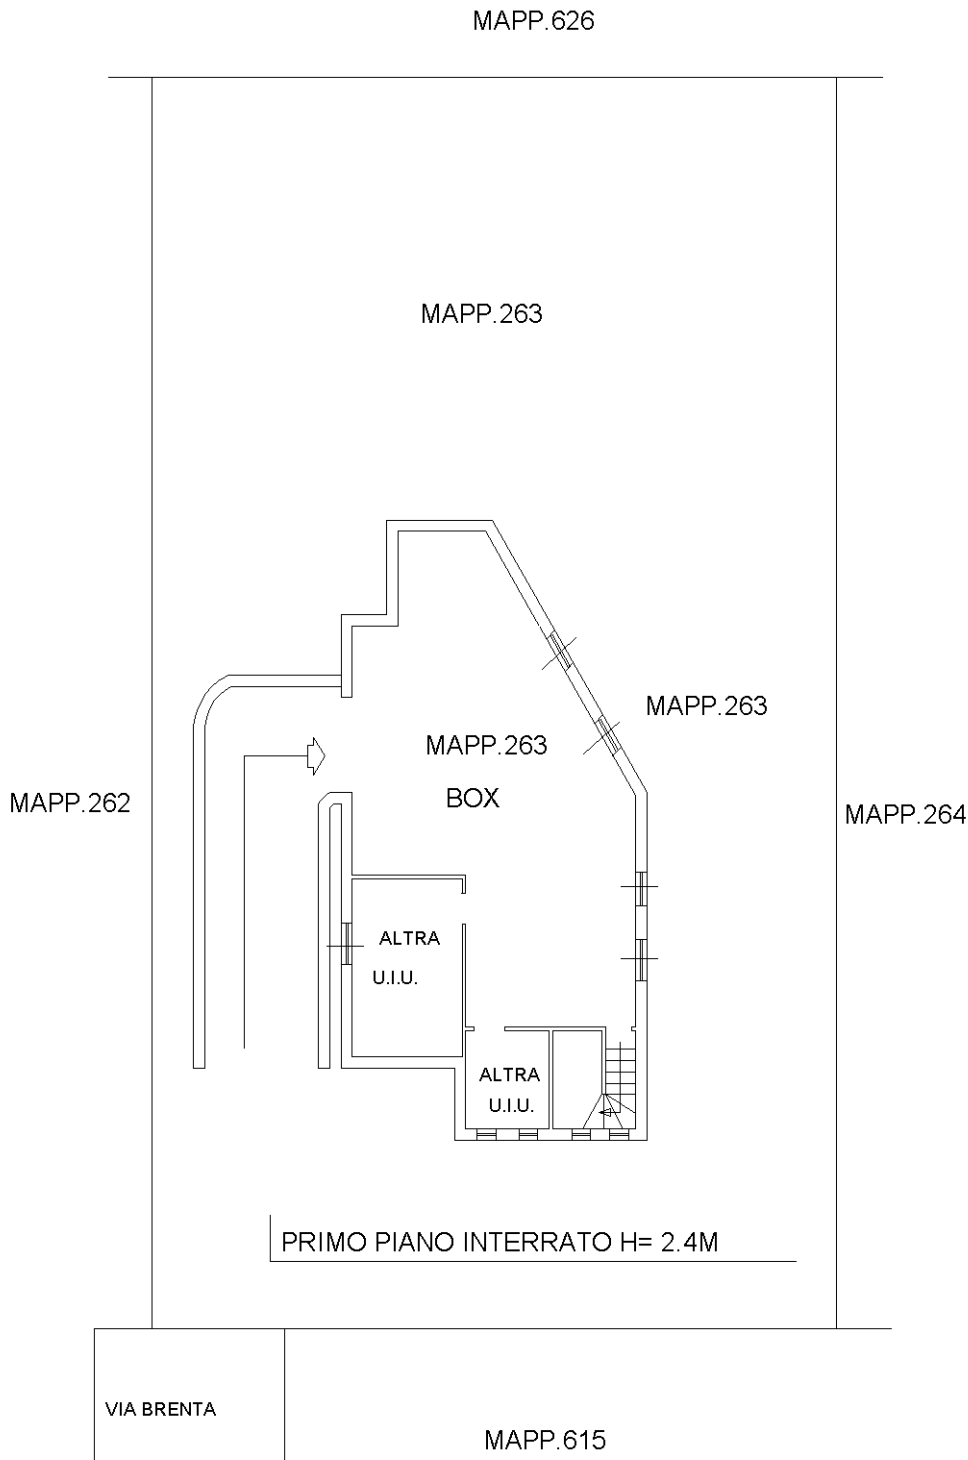 MAPP.626
MAPP.263
MAPP.263
MAPP.263
BOX
MAPP.262
MAPP.264
ALTRA
U.I.U.
ALTRA
U.I.U.
PRIMO PIANO INTERRATO H= 2.4M
VIA BRENTA
MAPP.615